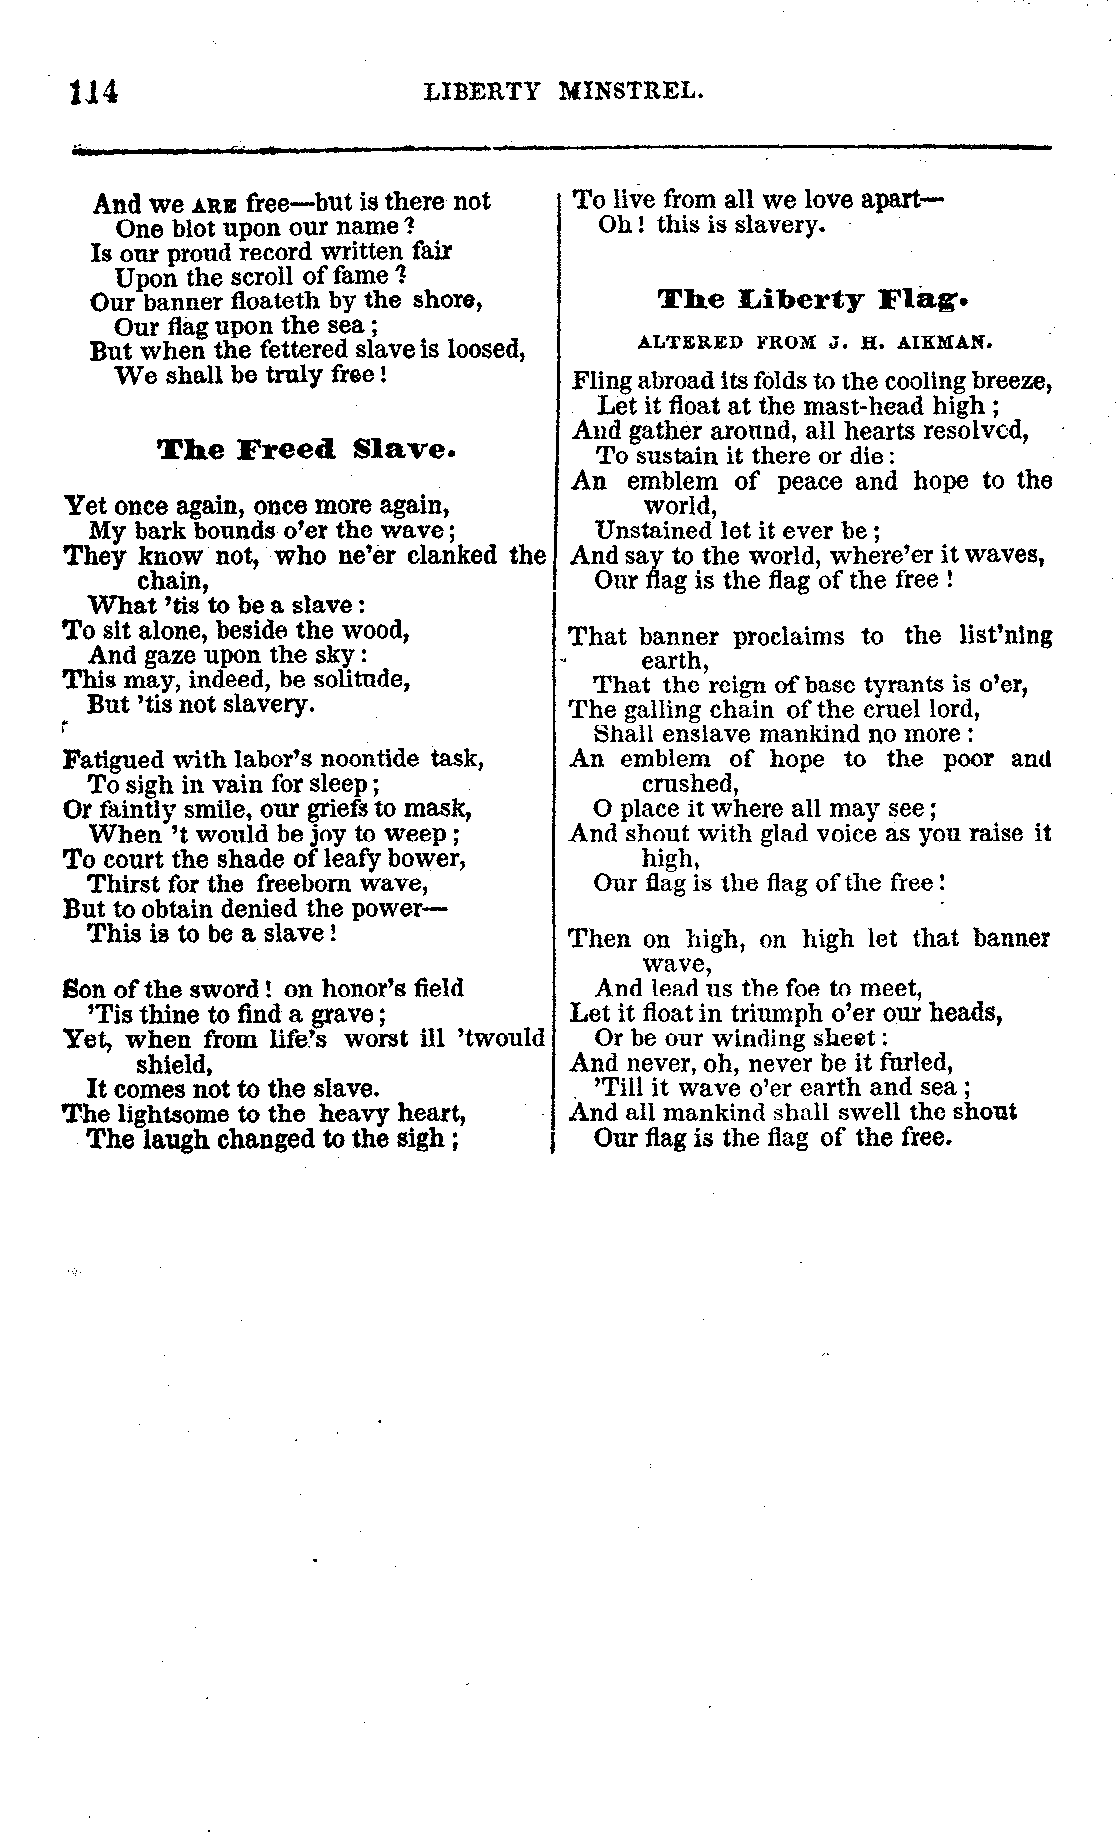 114
LIBERTY MINSTREL.
And we ARE free—but is there not
One blot upon our name?
Is our proud record written fair
Upon the scroll of fame?
Our banner floateth by the shore,
Our flag upon the sea;
But when the fettered slave is loosed,
We shall be truly free!
The Freed Slave.
Yet once again, once more again,
My bark bounds o'er the wave;
They know not, who ne'er clanked the
chain,
What 'tis to be a slave:
To sit alone, beside the wood,
And gaze upon the sky:
This may, indeed, be solitude,
But 'tis not slavery.
Fatigued with labor's noontide task,
To sigh in vain for sleep;
Or faintly smile, our griefs to mask,
When 't would be joy to weep;
To court the shade of leafy bower,
Thirst for the freeborn wave,
But to obtain denied the power—
This is to be a slave!
Son of the sword! on honor's field
'Tis thine to find a grave;
Yet, when from life's worst ill 'twould
shield,
It comes not to the slave.
The lightsome to the heavy heart,
The laugh changed to the sigh;
To live from all we love apart—
Oh! this is slavery.
The Liberty Flag.
ALTERED FROM J. H. AIKMAN.
Fling abroad its folds to the cooling breeze,
Let it float at the mast-head high;
And gather around, all hearts resolved,
To sustain it there or die:
An emblem of peace and hope to the
world,
Unstained let it ever be;
And say to the world, where'er it waves,
Our flag is the flag of the free!
That banner proclaims to the list'ning
earth,
That the reign of base tyrants is o'er,
The galling chain of the cruel lord,
Shall enslave mankind no more:
An emblem of hope to the poor and
crushed,
O place it where all may see;
And shout with glad voice as you raise it
high,
Our flag is the flag of the free!
Then on high, on high let that banner
wave,
And lead us the foe to meet,
Let it float in triumph o'er our heads,
Or be our winding sheet:
And never, oh, never be it furled,
'Till it wave o'er earth and sea;
And all mankind shall swell the shout
Our flag is the flag of the free.